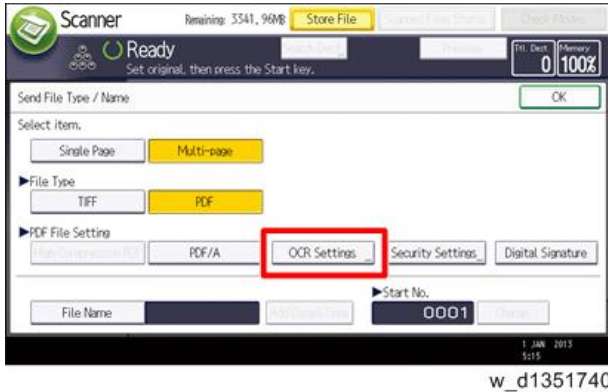 Scanner
Remaining: 3341, 96MB
Store File
Scanned Files Status
Check Modes
Ready
Search Dest.
Preview
Ttl. Dest.
0
Memory
100%
Set original, then press the Start key.
Send File Type / Name
OK
Select item.
Single Page
Multi-page
►File Type
TIFF
PDF
►PDF File Setting
High Compression PDF
PDF/A
OCR Settings
Security Settings
Digital Signature
►Start No.
File Name
Add Date&Time
0001
Change
1 JAN 2013
5:15
w_d1351740